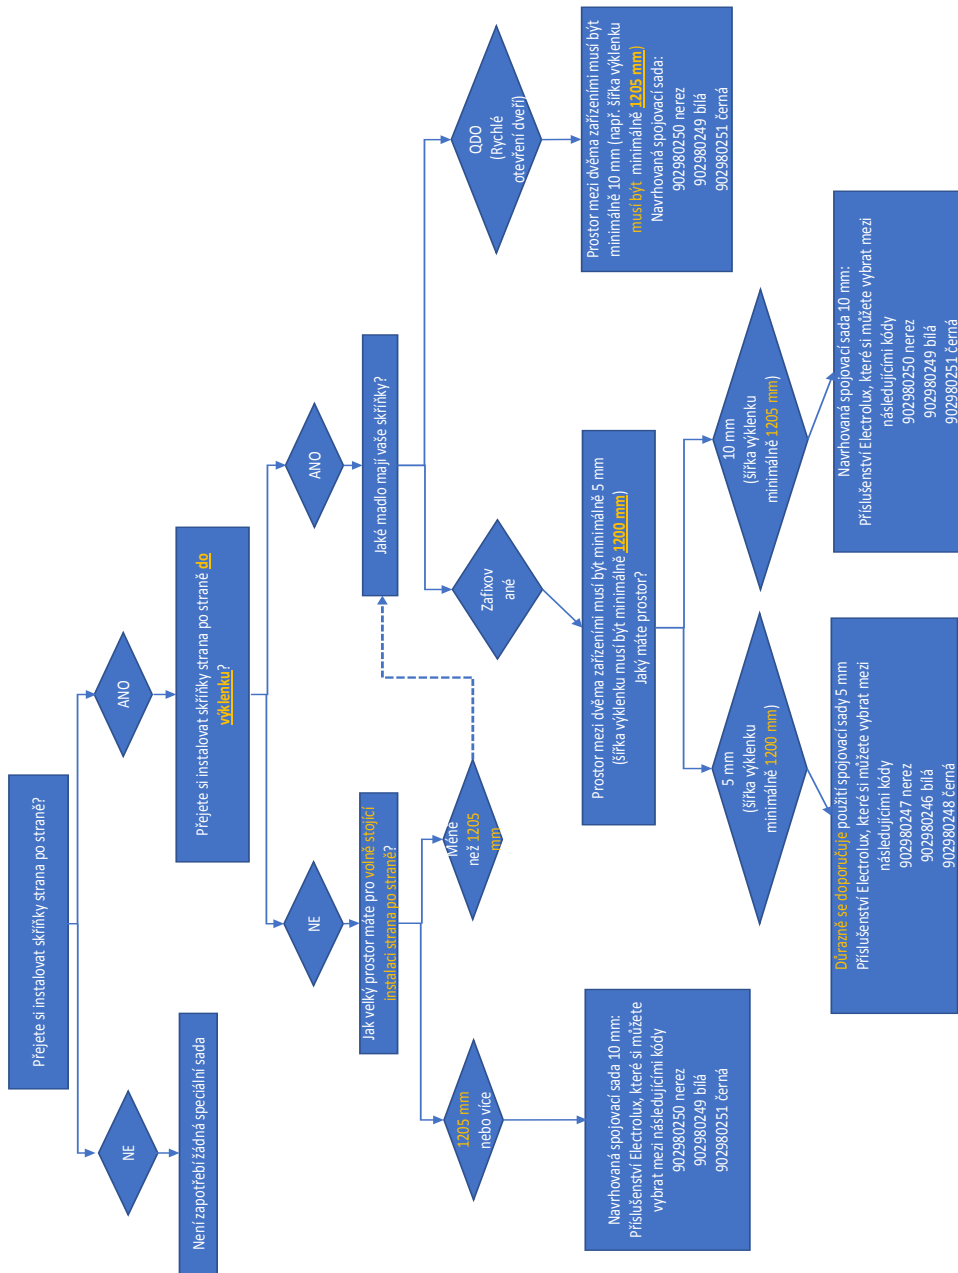 Přejete si instalovat skříňky strana po straně?
NE
ANO
Není zapotřebí žádná speciální sada
Přejete si instalovat skříňky strana po straně do
výklenku?
NE
ANO
Jak velký prostor máte pro volně stojící
instalaci strana po straně?
Jaké madlo mají vaše skříňky?
1205 mm
nebo více
Méně
než 1205
mm
Zafixov
ané
QDO
(Rychlé
otevření dveří)
Navrhovaná spojovací sada 10 mm:
Příslušenství Electrolux, které si můžete
vybrat mezi následujícími kódy
902980250 nerez
902980249 bílá
902980251 černá
Prostor mezi dvěma zařízeními musí být minimálně 5 mm
(šířka výklenku musí být minimálně 1200 mm)
Jaký máte prostor?
Prostor mezi dvěma zařízeními musí být
minimálně 10 mm (např. šířka výklenku
musí být minimálně 1205 mm)
Navrhovaná spojovací sada:
902980250 nerez
902980249 bílá
902980251 černá
5 mm
(šířka výklenku
minimálně 1200 mm)
10 mm
(šířka výklenku
minimálně 1205 mm)
Důrazně se doporučuje použití spojovací sady 5 mm
Příslušenství Electrolux, které si můžete vybrat mezi
následujícími kódy
902980247 nerez
902980246 bílá
902980248 černá
Navrhovaná spojovací sada 10 mm:
Příslušenství Electrolux, které si můžete vybrat mezi
následujícími kódy
902980250 nerez
902980249 bílá
902980251 černá